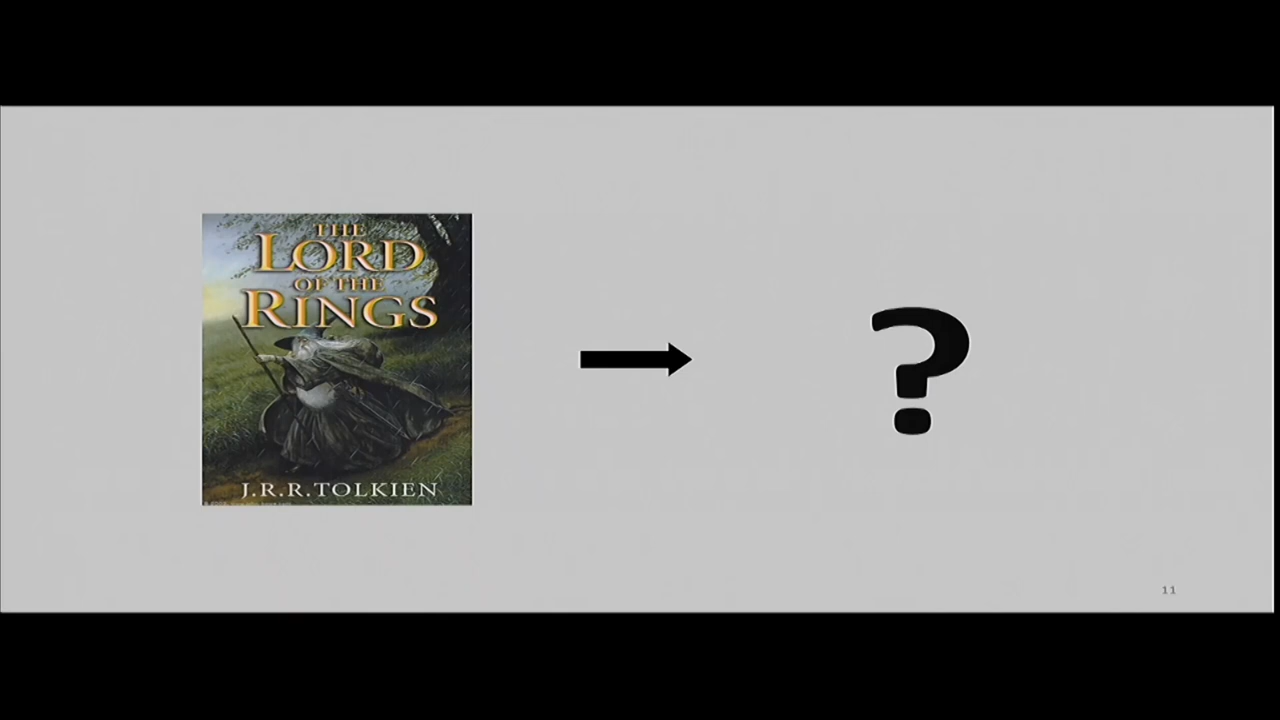 THE
LORD
OF THE
RINGS
J.R.R.TOLKIEN
?
11